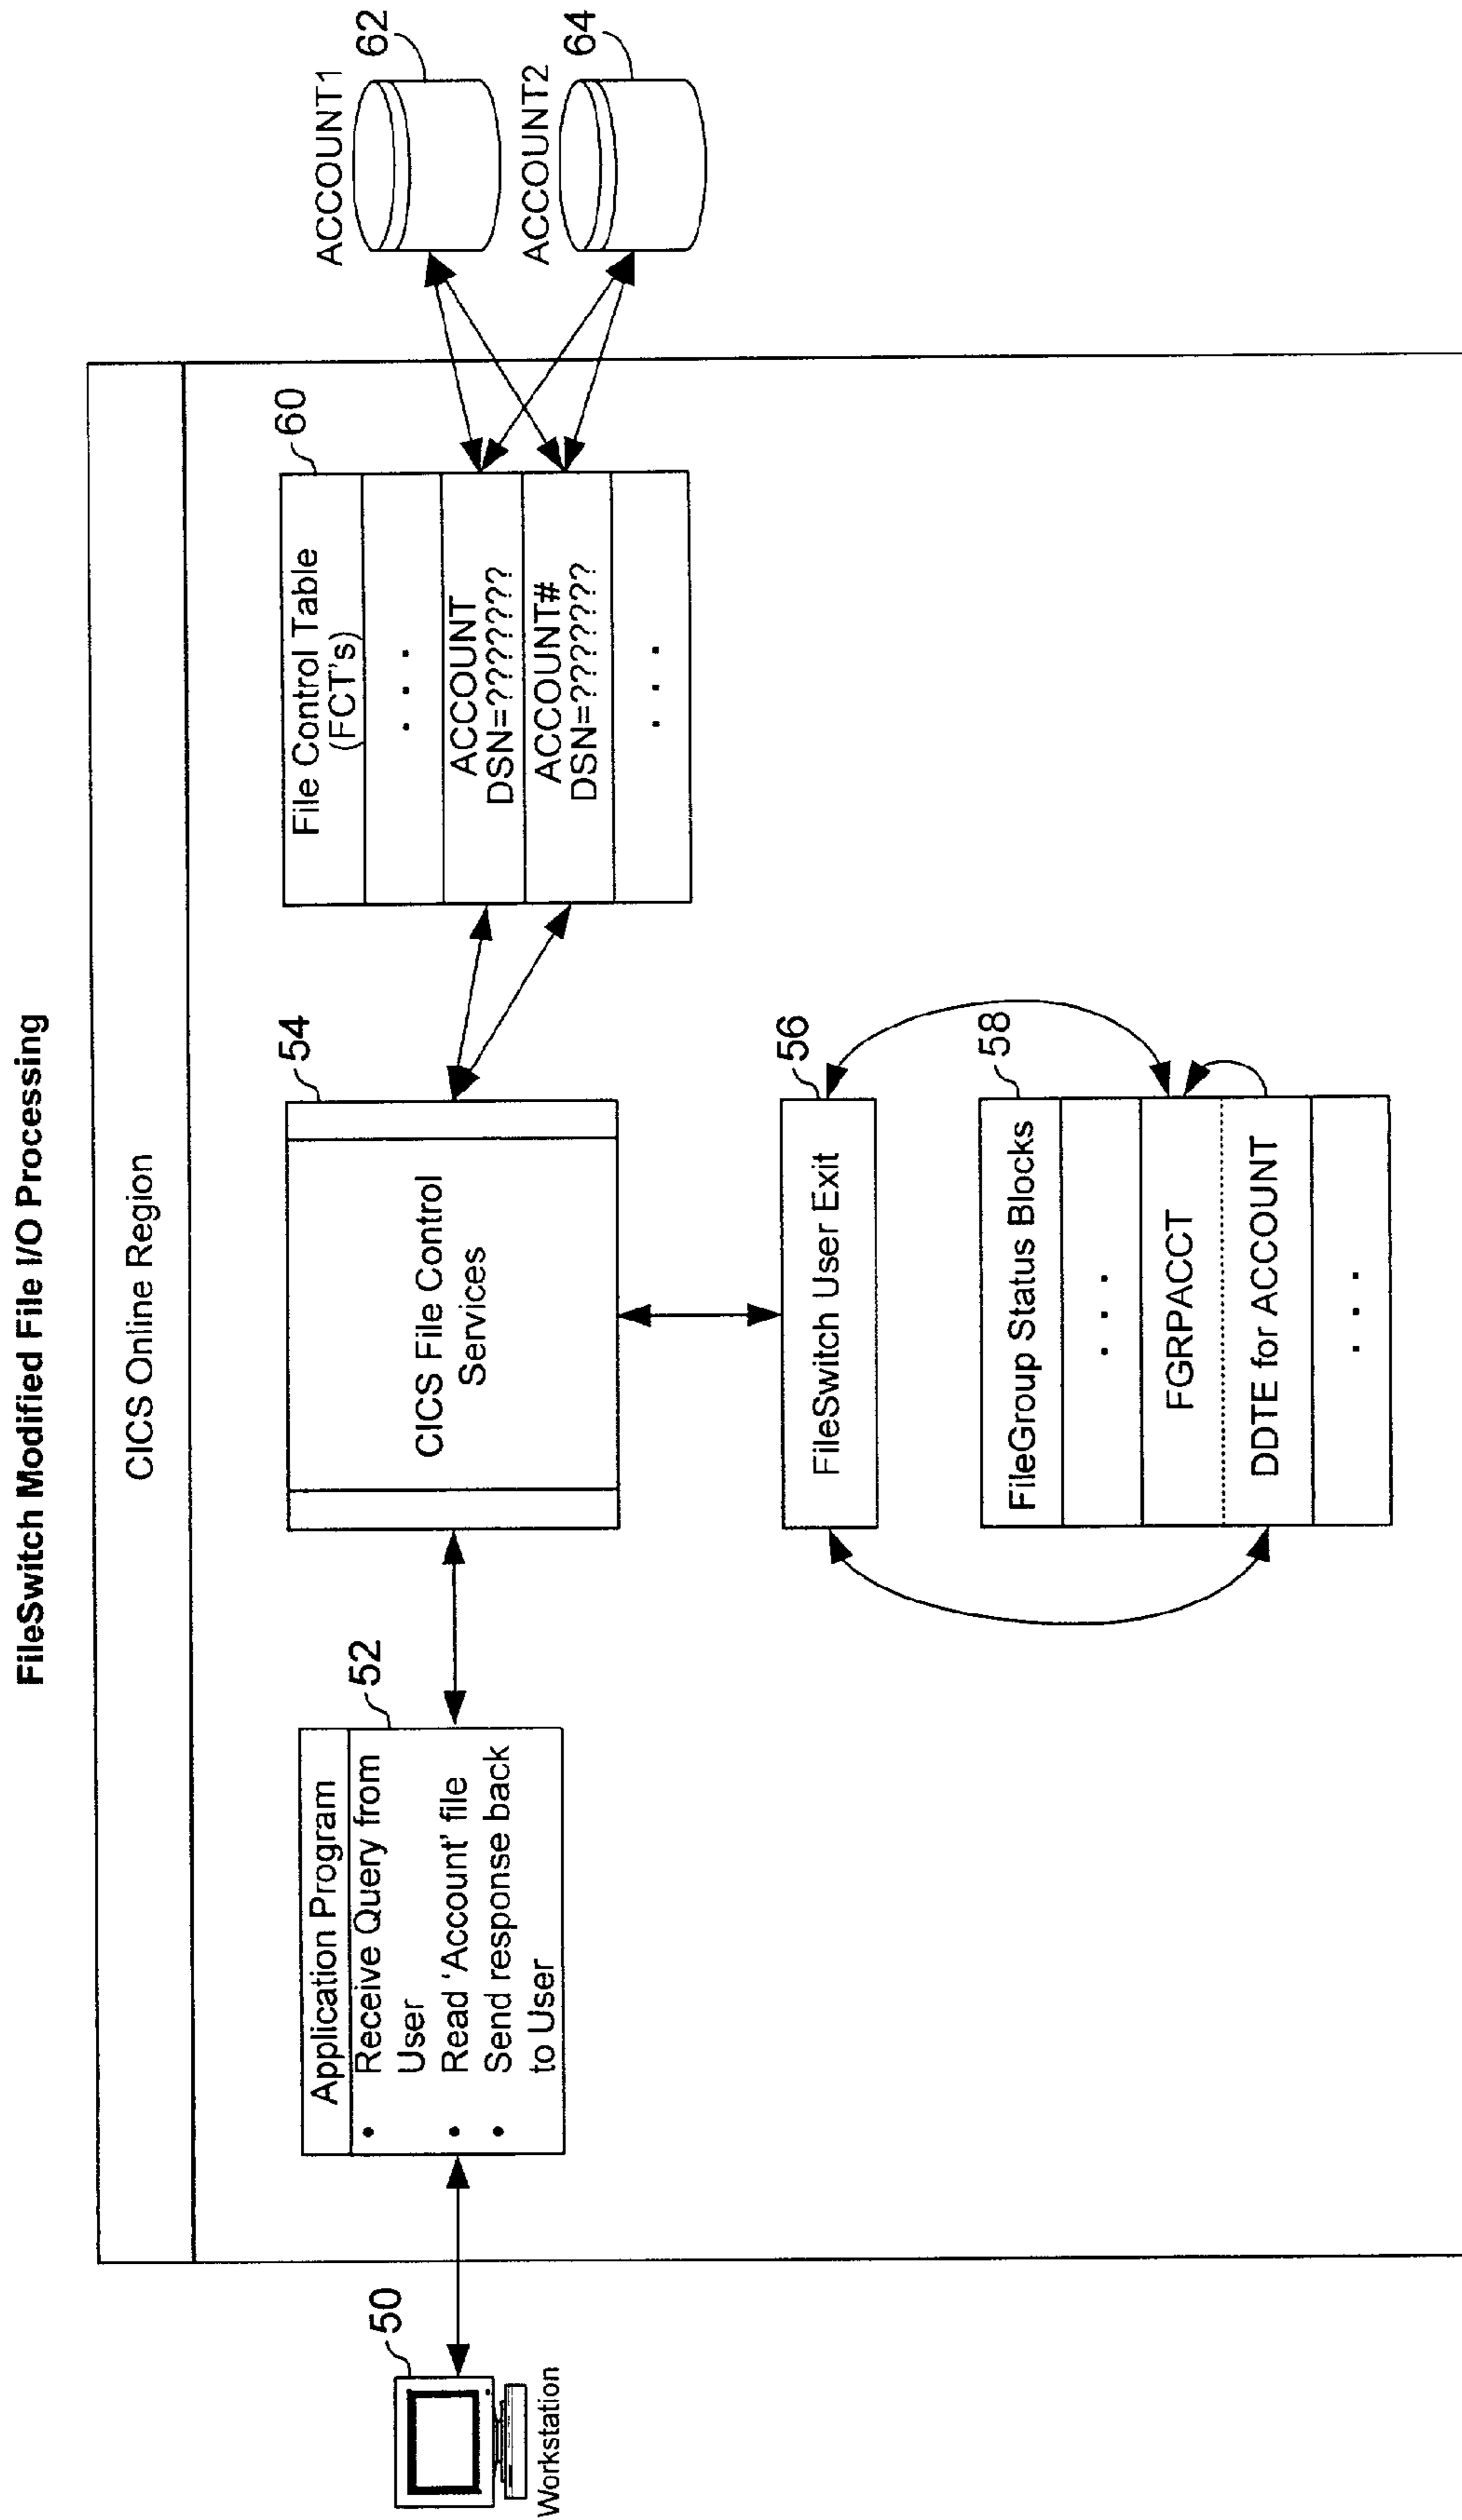 FileSwitch Modified File I/O Processing
CICS Online Region
50
Workstation
52
Application Program
• Receive Query from
User
• Read 'Account' file
• Send response back
to User
54
CICS File Control
Services
56
FileSwitch User Exit
58
FileGroup Status Blocks
. . .
FGRPACCT
DDTE for ACCOUNT
. . .
60
File Control Table
(FCT's)
. . .
ACCOUNT
DSN=???????
ACCOUNT#
DSN=???????
. . .
ACCOUNT1
62
ACCOUNT2
64